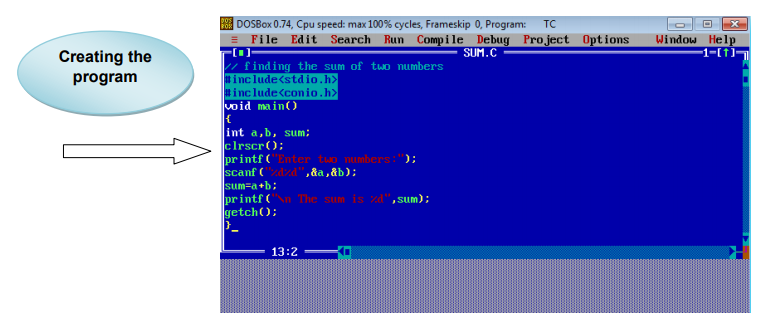 Creating the
program
DOSBox 0.74, Cpu speed: max 100% cycles, Frameskip 0, Program: TC
≡ File Edit Search Run Compile Debug Project Options Window Help
[■] SUM.C 1=[↑]
// finding the sum of two numbers
#include<stdio.h>
#include<conio.h>
void main()
{
int a,b, sum;
clrscr();
printf("Enter two numbers:");
scanf("%d%d",&a,&b);
sum=a+b;
printf("\n The sum is %d",sum);
getch();
}_
13:2